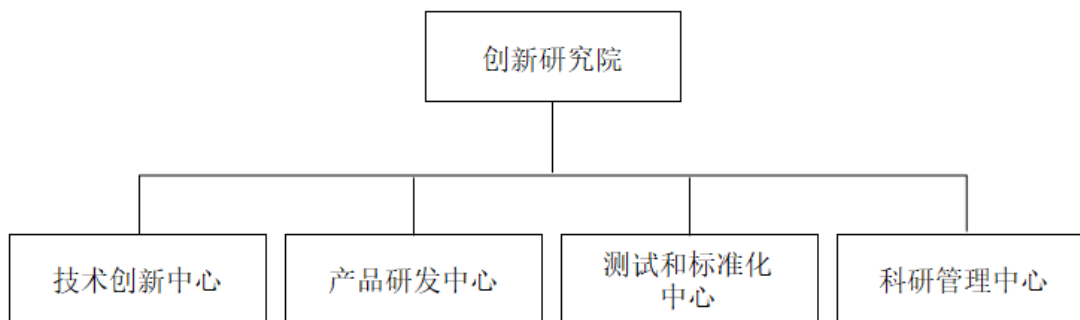 创新研究院
技术创新中心
产品研发中心
测试和标准化
中心
科研管理中心